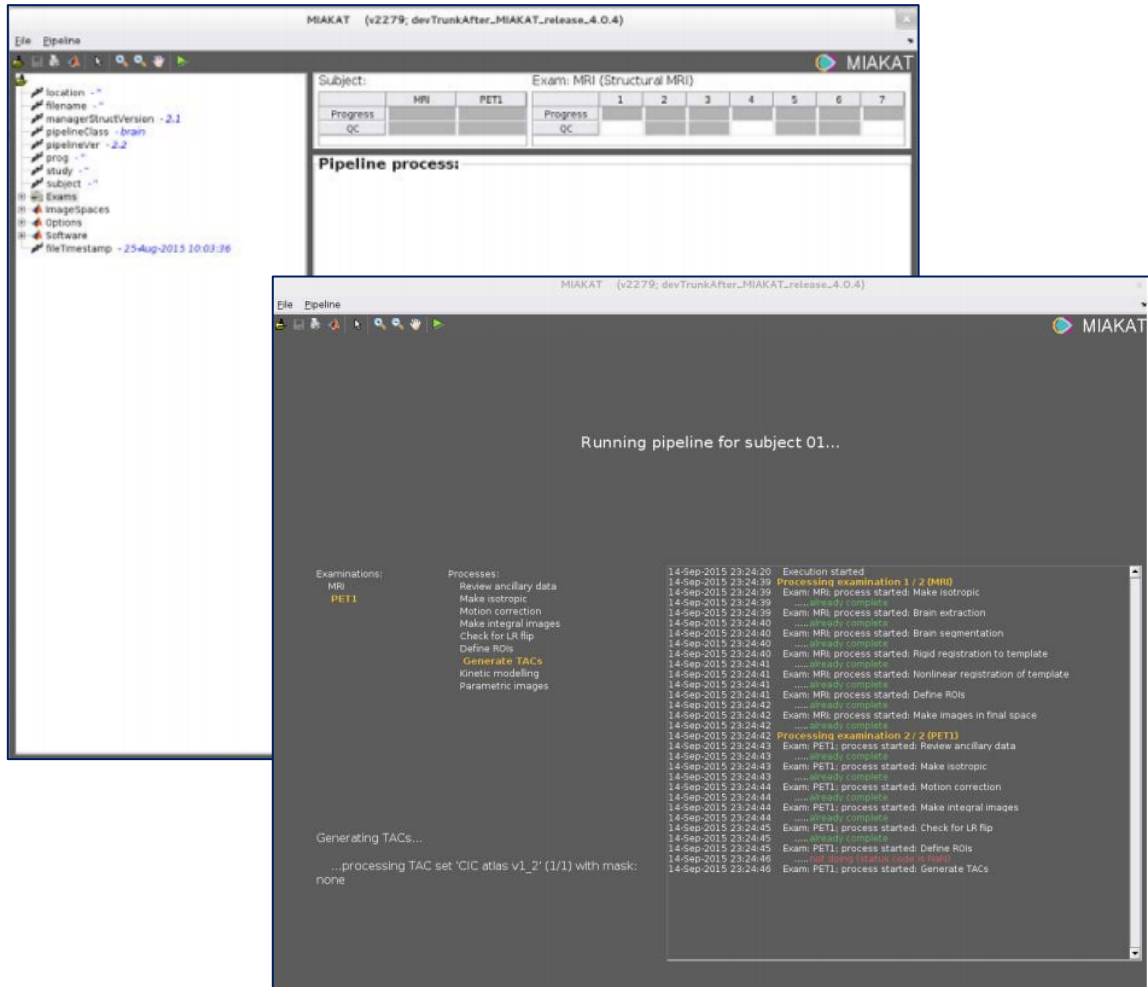 MIAKAT (v2279; devTrunkAfter_MIAKAT_release_4.0.4)
File Pipeline
MIAKAT
location - ''
filename - ''
managerStructVersion - 2.1
pipelineClass - brain
pipelineVer - 2.2
prog - ''
study - ''
subject - ''
Exams
ImageSpaces
Options
Software
fileTimestamp - 25-Aug-2015 10:03:36
Subject:
MRI PET1
Progress
QC
Exam: MRI (Structural MRI)
1 2 3 4 5 6 7
Progress
QC
Pipeline process:
MIAKAT (v2279; devTrunkAfter_MIAKAT_release_4.0.4)
File Pipeline
MIAKAT
Running pipeline for subject 01...
Examinations:
MRI
PET1
Processes:
Review ancillary data
Make isotropic
Motion correction
Make integral images
Check for LR flip
Define ROIs
Generate TACs
Kinetic modelling
Parametric images
Generating TACs...
...processing TAC set 'CIC atlas v1_2' (1/1) with mask:
none
14-Sep-2015 23:24:20 Execution started
14-Sep-2015 23:24:39 Processing examination 1 / 2 (MRI)
14-Sep-2015 23:24:39 Exam: MRI; process started: Make isotropic
14-Sep-2015 23:24:39 .....already complete
14-Sep-2015 23:24:39 Exam: MRI; process started: Brain extraction
14-Sep-2015 23:24:40 .....already complete
14-Sep-2015 23:24:40 Exam: MRI; process started: Brain segmentation
14-Sep-2015 23:24:40 .....already complete
14-Sep-2015 23:24:40 Exam: MRI; process started: Rigid registration to template
14-Sep-2015 23:24:41 .....already complete
14-Sep-2015 23:24:41 Exam: MRI; process started: Nonlinear registration of template
14-Sep-2015 23:24:41 .....already complete
14-Sep-2015 23:24:41 Exam: MRI; process started: Define ROIs
14-Sep-2015 23:24:42 .....already complete
14-Sep-2015 23:24:42 Exam: MRI; process started: Make images in final space
14-Sep-2015 23:24:42 .....already complete
14-Sep-2015 23:24:42 Processing examination 2 / 2 (PET1)
14-Sep-2015 23:24:43 Exam: PET1; process started: Review ancillary data
14-Sep-2015 23:24:43 .....already complete
14-Sep-2015 23:24:43 Exam: PET1; process started: Make isotropic
14-Sep-2015 23:24:43 .....already complete
14-Sep-2015 23:24:44 Exam: PET1; process started: Motion correction
14-Sep-2015 23:24:44 .....already complete
14-Sep-2015 23:24:44 Exam: PET1; process started: Make integral images
14-Sep-2015 23:24:44 .....already complete
14-Sep-2015 23:24:45 Exam: PET1; process started: Check for LR flip
14-Sep-2015 23:24:45 .....already complete
14-Sep-2015 23:24:45 Exam: PET1; process started: Define ROIs
14-Sep-2015 23:24:46 .....not doing (status code is NaN)
14-Sep-2015 23:24:46 Exam: PET1; process started: Generate TACs